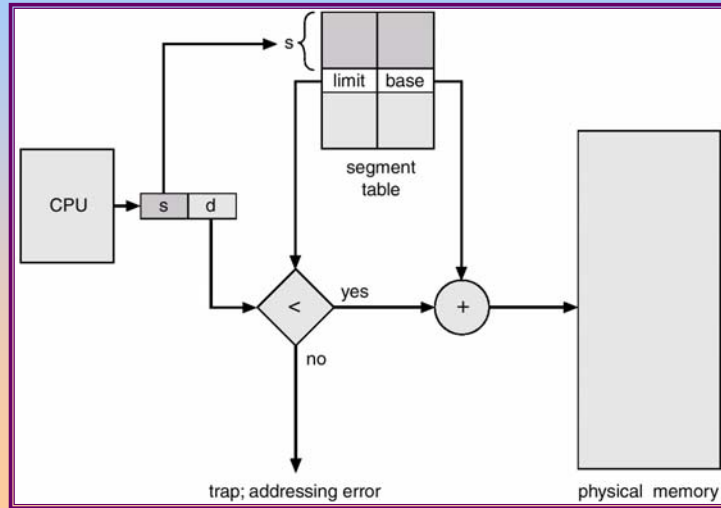 s {
limit base
segment
table
CPU
s d
<
yes
+
no
trap; addressing error
physical memory